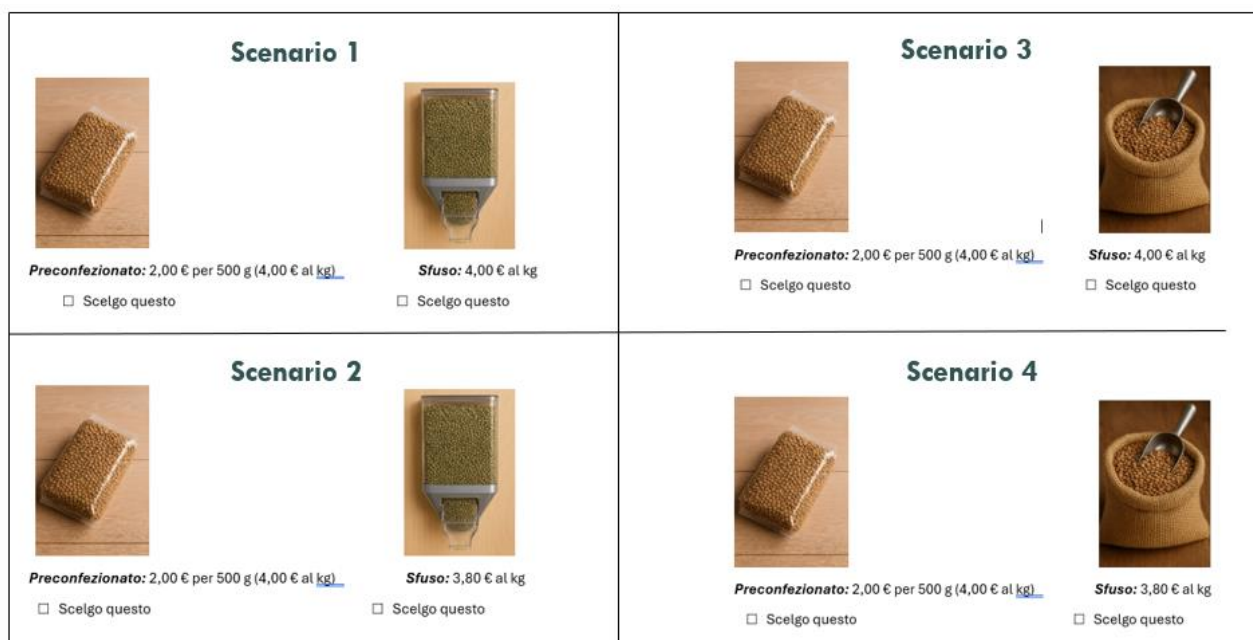 Scenario 1
Preconfezionato: 2,00 € per 500 g (4,00 € al kg)
Sfuso: 4,00 € al kg
☐ Scelgo questo
☐ Scelgo questo
Scenario 3
Preconfezionato: 2,00 € per 500 g (4,00 € al kg)
Sfuso: 4,00 € al kg
☐ Scelgo questo
☐ Scelgo questo
Scenario 2
Preconfezionato: 2,00 € per 500 g (4,00 € al kg)
Sfuso: 3,80 € al kg
☐ Scelgo questo
☐ Scelgo questo
Scenario 4
Preconfezionato: 2,00 € per 500 g (4,00 € al kg)
Sfuso: 3,80 € al kg
☐ Scelgo questo
☐ Scelgo questo